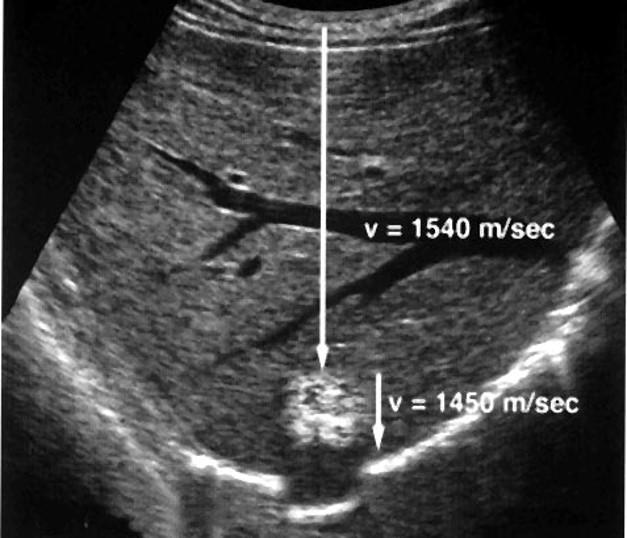 v = 1540 m/sec
v = 1450 m/sec